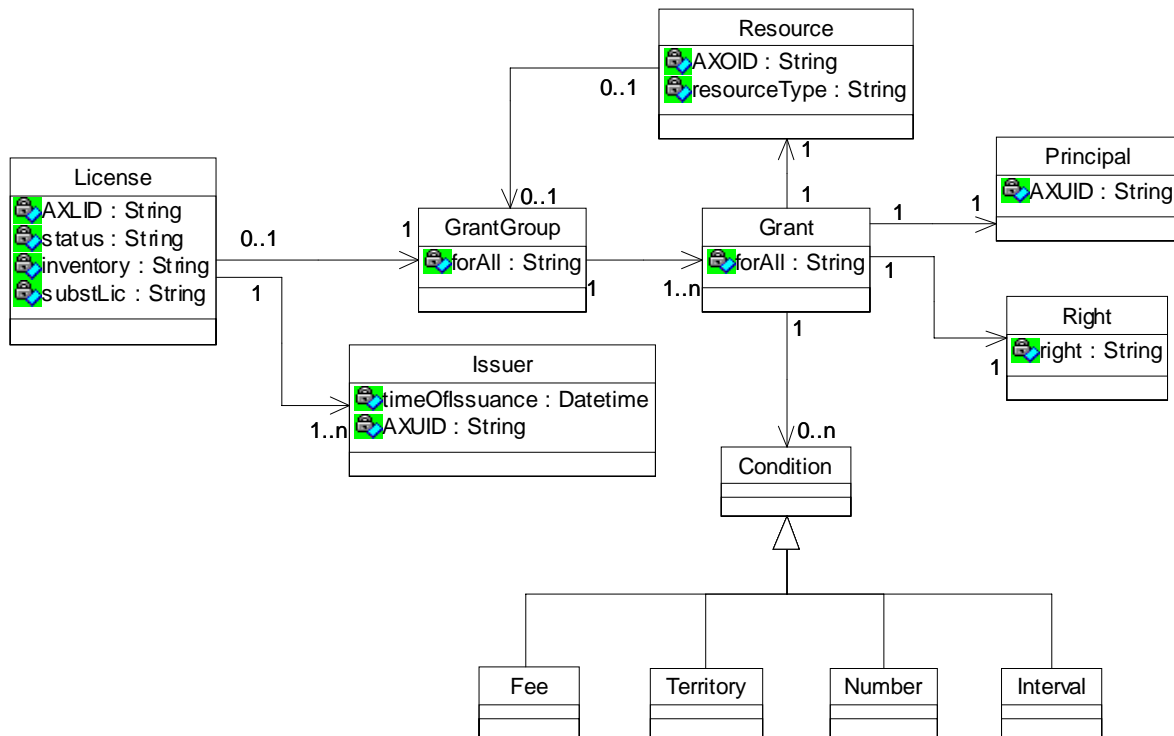 Resource
AXOID : String
resourceType : String
0..1
1
Principal
AXUID : String
License
AXLID : String
status : String
inventory : String
substLic : String
0..1
1
0..1
GrantGroup
forAll : String
1
Grant
forAll : String
1
1
1
1..n
1
1
Right
right : String
1
1
Issuer
timeOfIssuance : Datetime
AXUID : String
1..n
0..n
Condition
Fee
Territory
Number
Interval